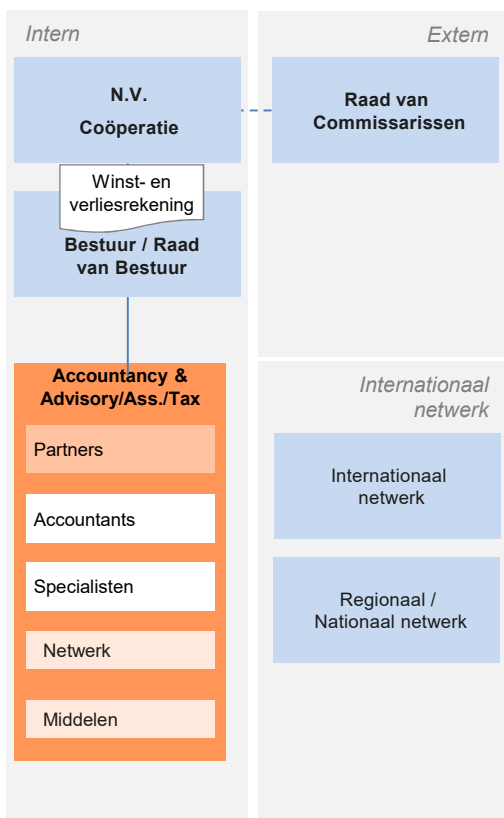 Intern
N.V.
Coöperatie
Winst- en
verliesrekening
Bestuur / Raad
van Bestuur
Accountancy &
Advisory/Ass./Tax
Partners
Accountants
Specialisten
Netwerk
Middelen
Extern
Raad van
Commissarissen
Internationaal
netwerk
Internationaal
netwerk
Regionaal /
Nationaal netwerk